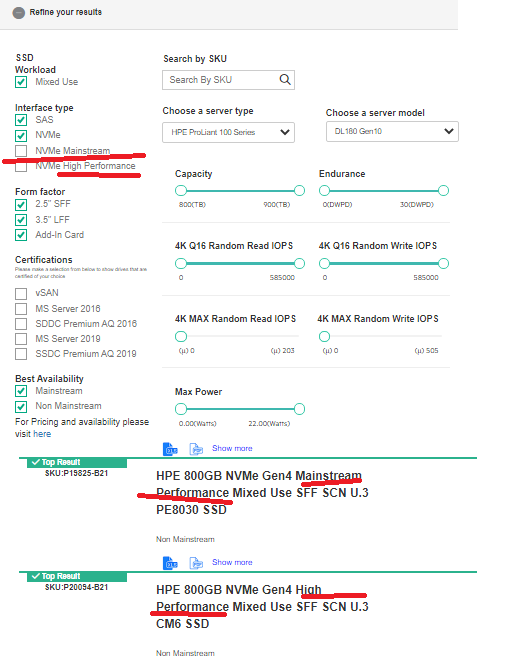 Refine your results
SSD
Workload
Mixed Use
Interface type
SAS
NVMe
NVMe Mainstream
NVMe High Performance
Form factor
2.5" SFF
3.5" LFF
Add-In Card
Certifications
Please make a selection from below to show drives that are
certified of your choice.
vSAN
MS Server 2016
SDDC Premium AQ 2016
MS Server 2019
SSDC Premium AQ 2019
Best Availability
Mainstream
Non Mainstream
For Pricing and availability please
visit here
Search by SKU
Search By SKU
Choose a server type
HPE ProLiant 100 Series
Choose a server model
DL180 Gen10
Capacity
800(TB) 900(TB)
Endurance
0(DWPD) 30(DWPD)
4K Q16 Random Read IOPS
0 585000
4K Q16 Random Write IOPS
0 585000
4K MAX Random Read IOPS
(μ) 0 (μ) 203
4K MAX Random Write IOPS
(μ) 0 (μ) 505
Max Power
0.00(Watts) 22.00(Watts)
Show more
Top Result
SKU:P19825-B21
HPE 800GB NVMe Gen4 Mainstream
Performance Mixed Use SFF SCN U.3
PE8030 SSD
Non Mainstream
Show more
Top Result
SKU:P20094-B21
HPE 800GB NVMe Gen4 High
Performance Mixed Use SFF SCN U.3
CM6 SSD
Non Mainstream